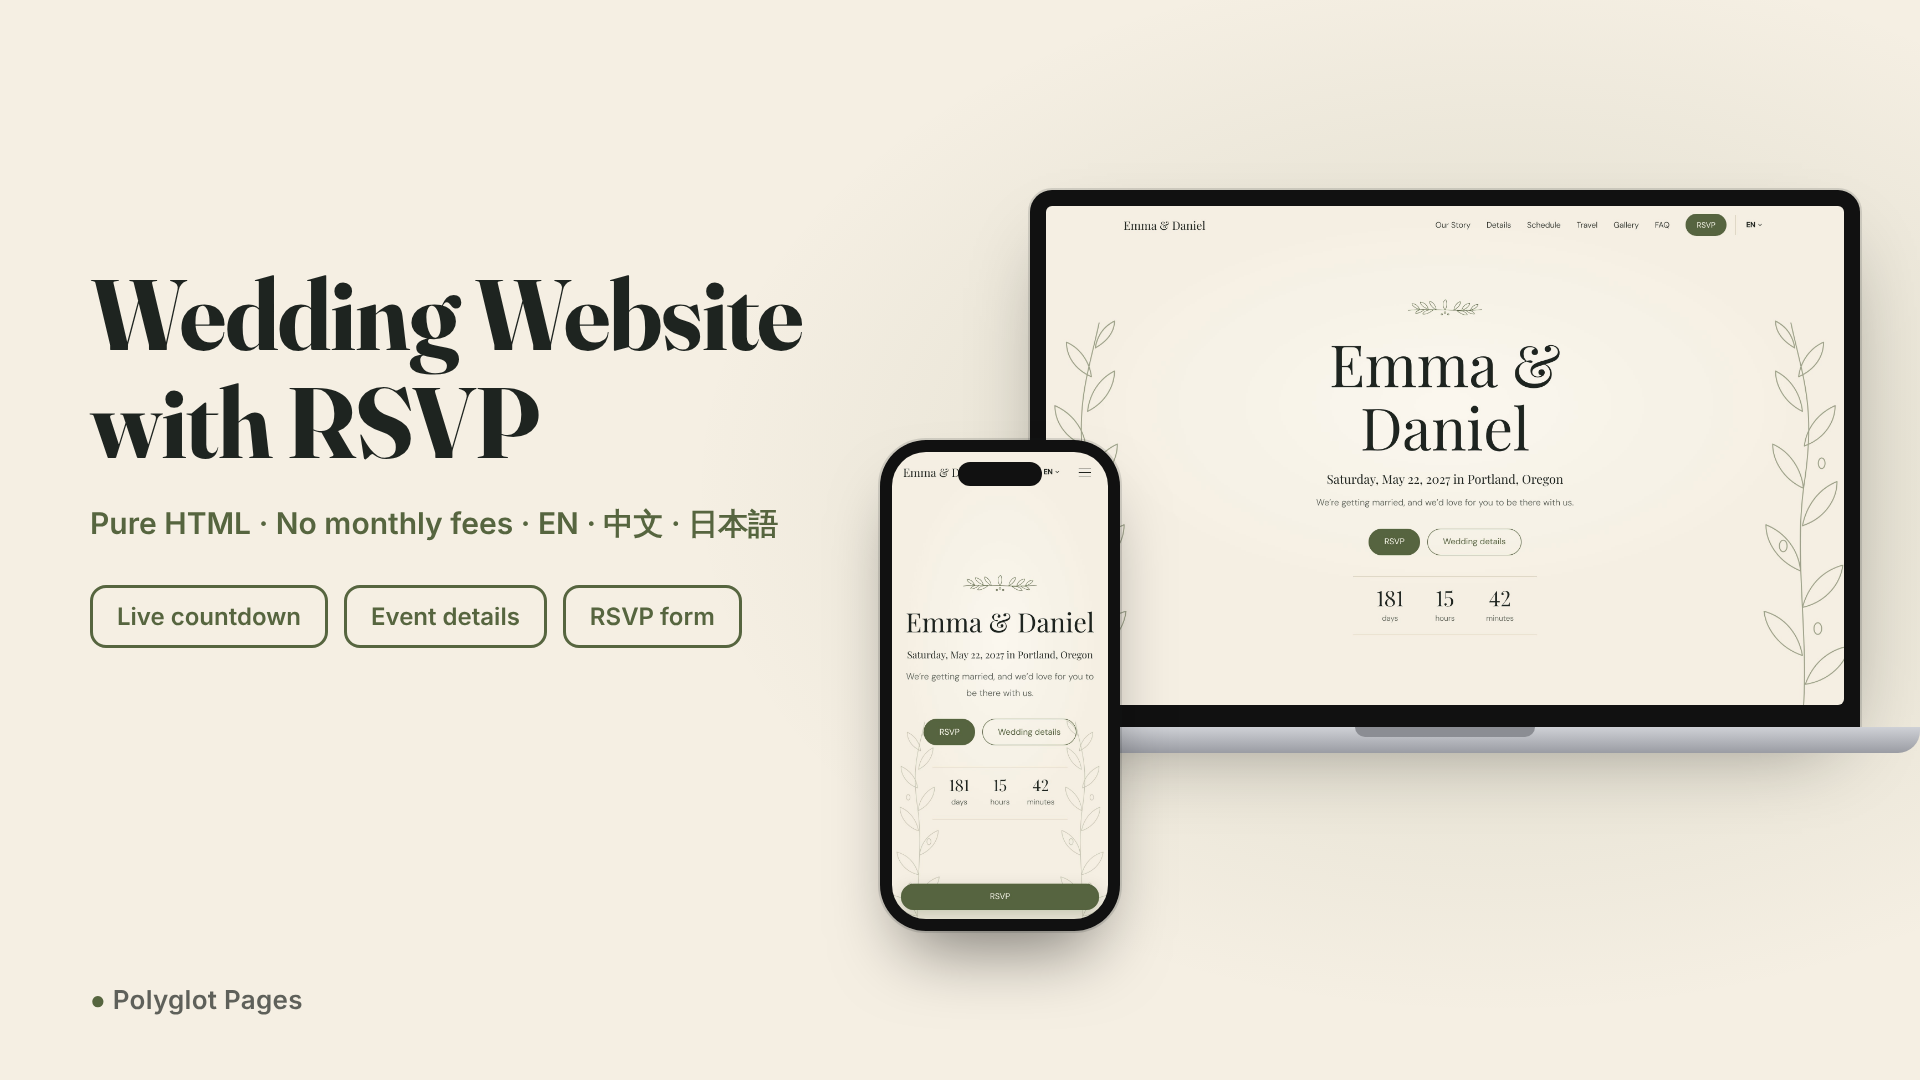 Wedding Website
with RSVP
Pure HTML · No monthly fees · EN · 中文 · 日本語
Live countdown
Event details
RSVP form
Polyglot Pages
Emma & Daniel
Our Story
Details
Schedule
Travel
Gallery
FAQ
RSVP
EN
Emma &
Daniel
Saturday, May 22, 2027 in Portland, Oregon
We're getting married, and we'd love for you to be there with us.
RSVP
Wedding details
181
15
42
days
hours
minutes
Emma & D
EN
Emma & Daniel
Saturday, May 22, 2027 in Portland, Oregon
We're getting married, and we'd love for you to
be there with us.
RSVP
Wedding details
181
15
42
days
hours
minutes
RSVP